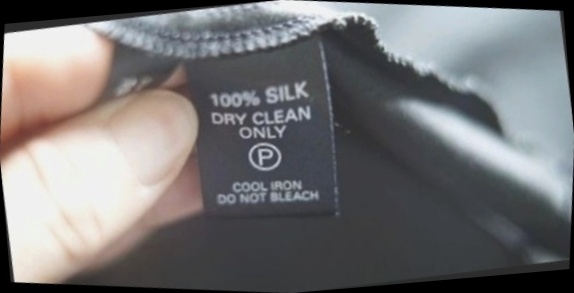 100% SILK
DRY CLEAN
ONLY
P
COOL IRON
DO NOT BLEACH